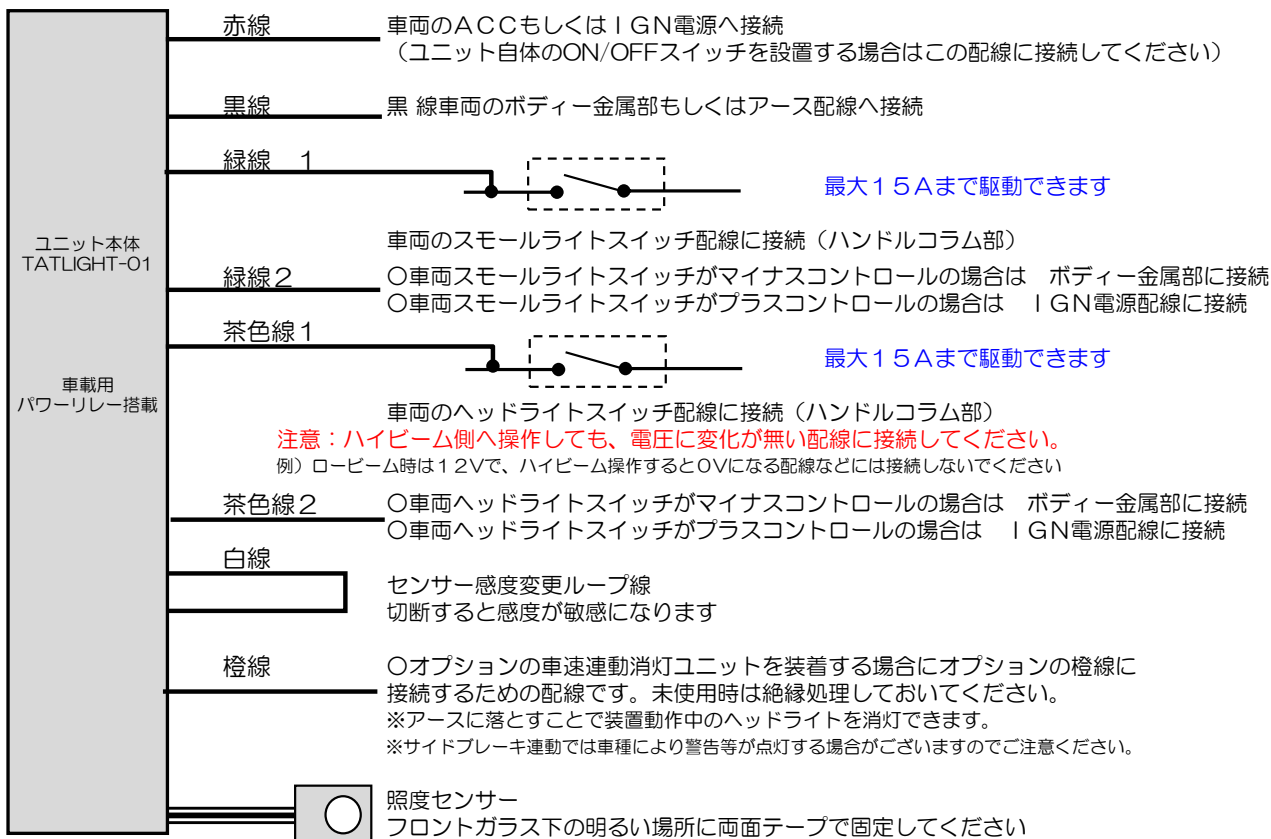 赤線
車両のACCもしくはIGN電源へ接続
（ユニット自体のON/OFFスイッチを設置する場合はこの配線に接続してください）
黒線
黒 線車両のボディー金属部もしくはアース配線へ接続
緑線　1
最大15Aまで駆動できます
車両のスモールライトスイッチ配線に接続（ハンドルコラム部）
ユニット本体
TATLIGHT-01
緑線2
〇車両スモールライトスイッチがマイナスコントロールの場合は　ボディー金属部に接続
〇車両スモールライトスイッチがプラスコントロールの場合は　IGN電源配線に接続
茶色線1
最大15Aまで駆動できます
車載用
パワーリレー搭載
車両のヘッドライトスイッチ配線に接続（ハンドルコラム部）
注意：ハイビーム側へ操作しても、電圧に変化が無い配線に接続してください。
例）ロービーム時は12Vで、ハイビーム操作すると0Vになる配線などには接続しないでください
茶色線2
〇車両ヘッドライトスイッチがマイナスコントロールの場合は　ボディー金属部に接続
〇車両ヘッドライトスイッチがプラスコントロールの場合は　IGN電源配線に接続
白線
センサー感度変更ループ線
切断すると感度が敏感になります
橙線
〇オプションの車速連動消灯ユニットを装着する場合にオプションの橙線に
接続するための配線です。未使用時は絶縁処理しておいてください。
※アースに落とすことで装置動作中のヘッドライトを消灯できます。
※サイドブレーキ連動では車種により警告等が点灯する場合がございますのでご注意ください。
照度センサー
フロントガラス下の明るい場所に両面テープで固定してください